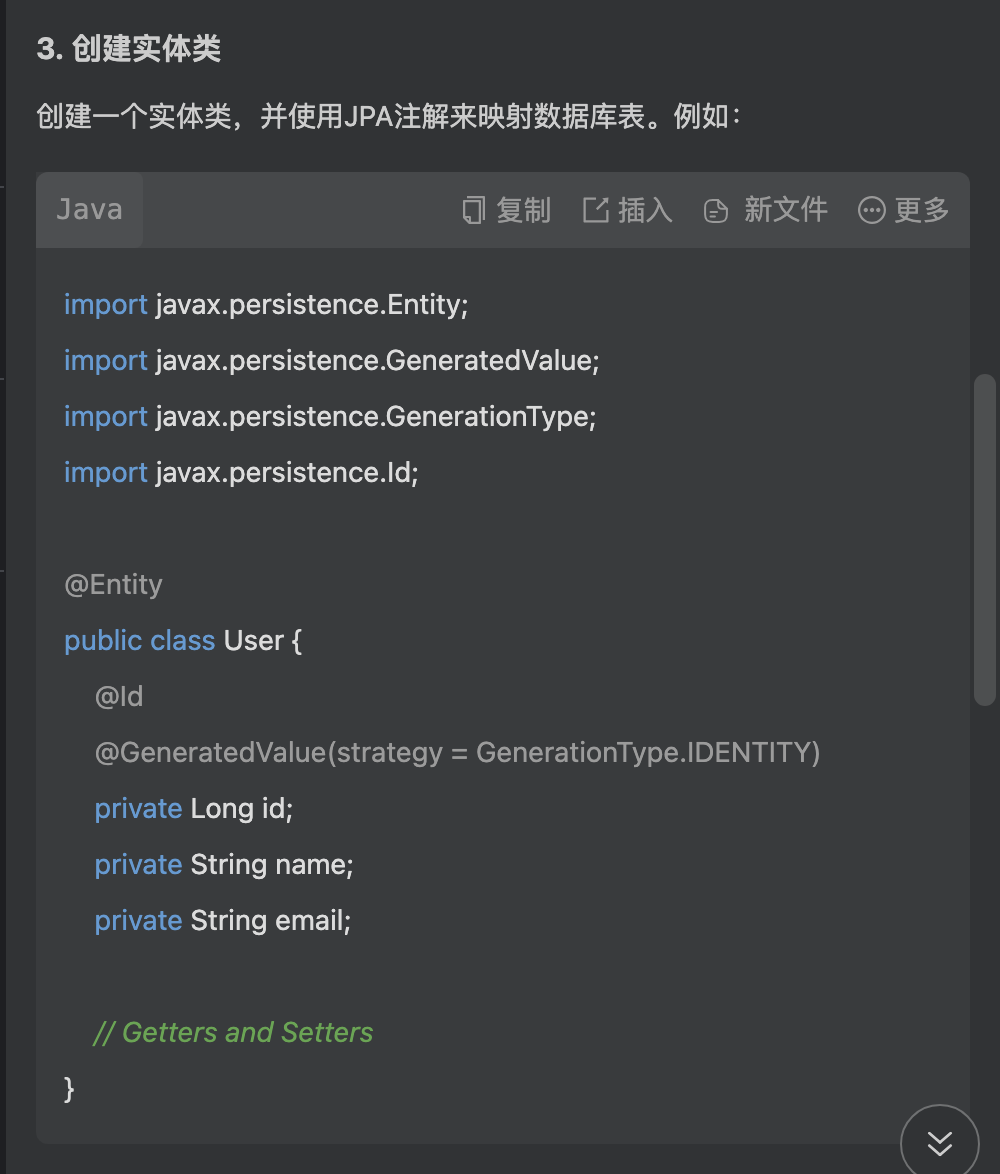 3. 创建实体类
创建一个实体类，并使用JPA注解来映射数据库表。例如：
Java 复制 插入 新文件 更多
import javax.persistence.Entity;
import javax.persistence.GeneratedValue;
import javax.persistence.GenerationType;
import javax.persistence.Id;
@Entity
public class User {
@Id
@GeneratedValue(strategy = GenerationType.IDENTITY)
private Long id;
private String name;
private String email;
// Getters and Setters
}